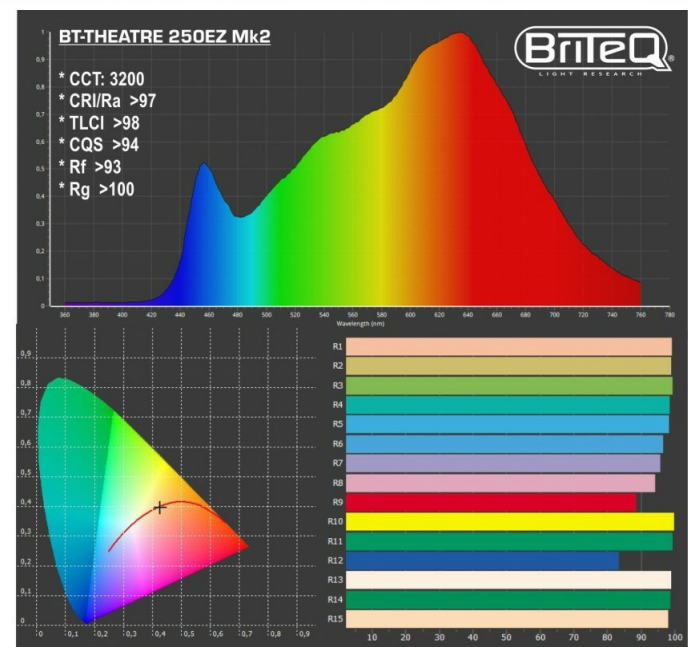 BT-THEATRE 250EZ Mk2
BriTeQ®
LIGHT RESEARCH
* CCT: 3200
* CRI/Ra >97
* TLCI >98
* CQS >94
* Rf >93
* Rg >100
1
0,9
0,8
0,7
0,6
0,5
0,4
0,3
0,2
0,1
0
360 380 400 420 440 460 480 500 520 540 560 580 600 620 640 660 680 700 720 740 760 780
Wavelength (nm)
0,9
0,8
0,7
0,6
0,5
0,4
0,3
0,2
0,1
0
0 0,1 0,2 0,3 0,4 0,5 0,6 0,7 0,8 0,9
R1
R2
R3
R4
R5
R6
R7
R8
R9
R10
R11
R12
R13
R14
R15
10 20 30 40 50 60 70 80 90 100